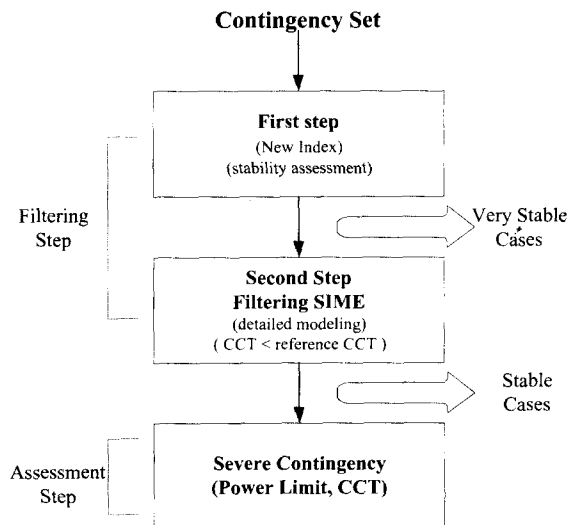 Contingency Set
First step
(New Index)
(stability assessment)
Filtering
Step
Very Stable
Cases
Second Step
Filtering SIME
(detailed modeling)
( CCT < reference CCT )
Stable
Cases
Severe Contingency
(Power Limit, CCT)
Assessment
Step